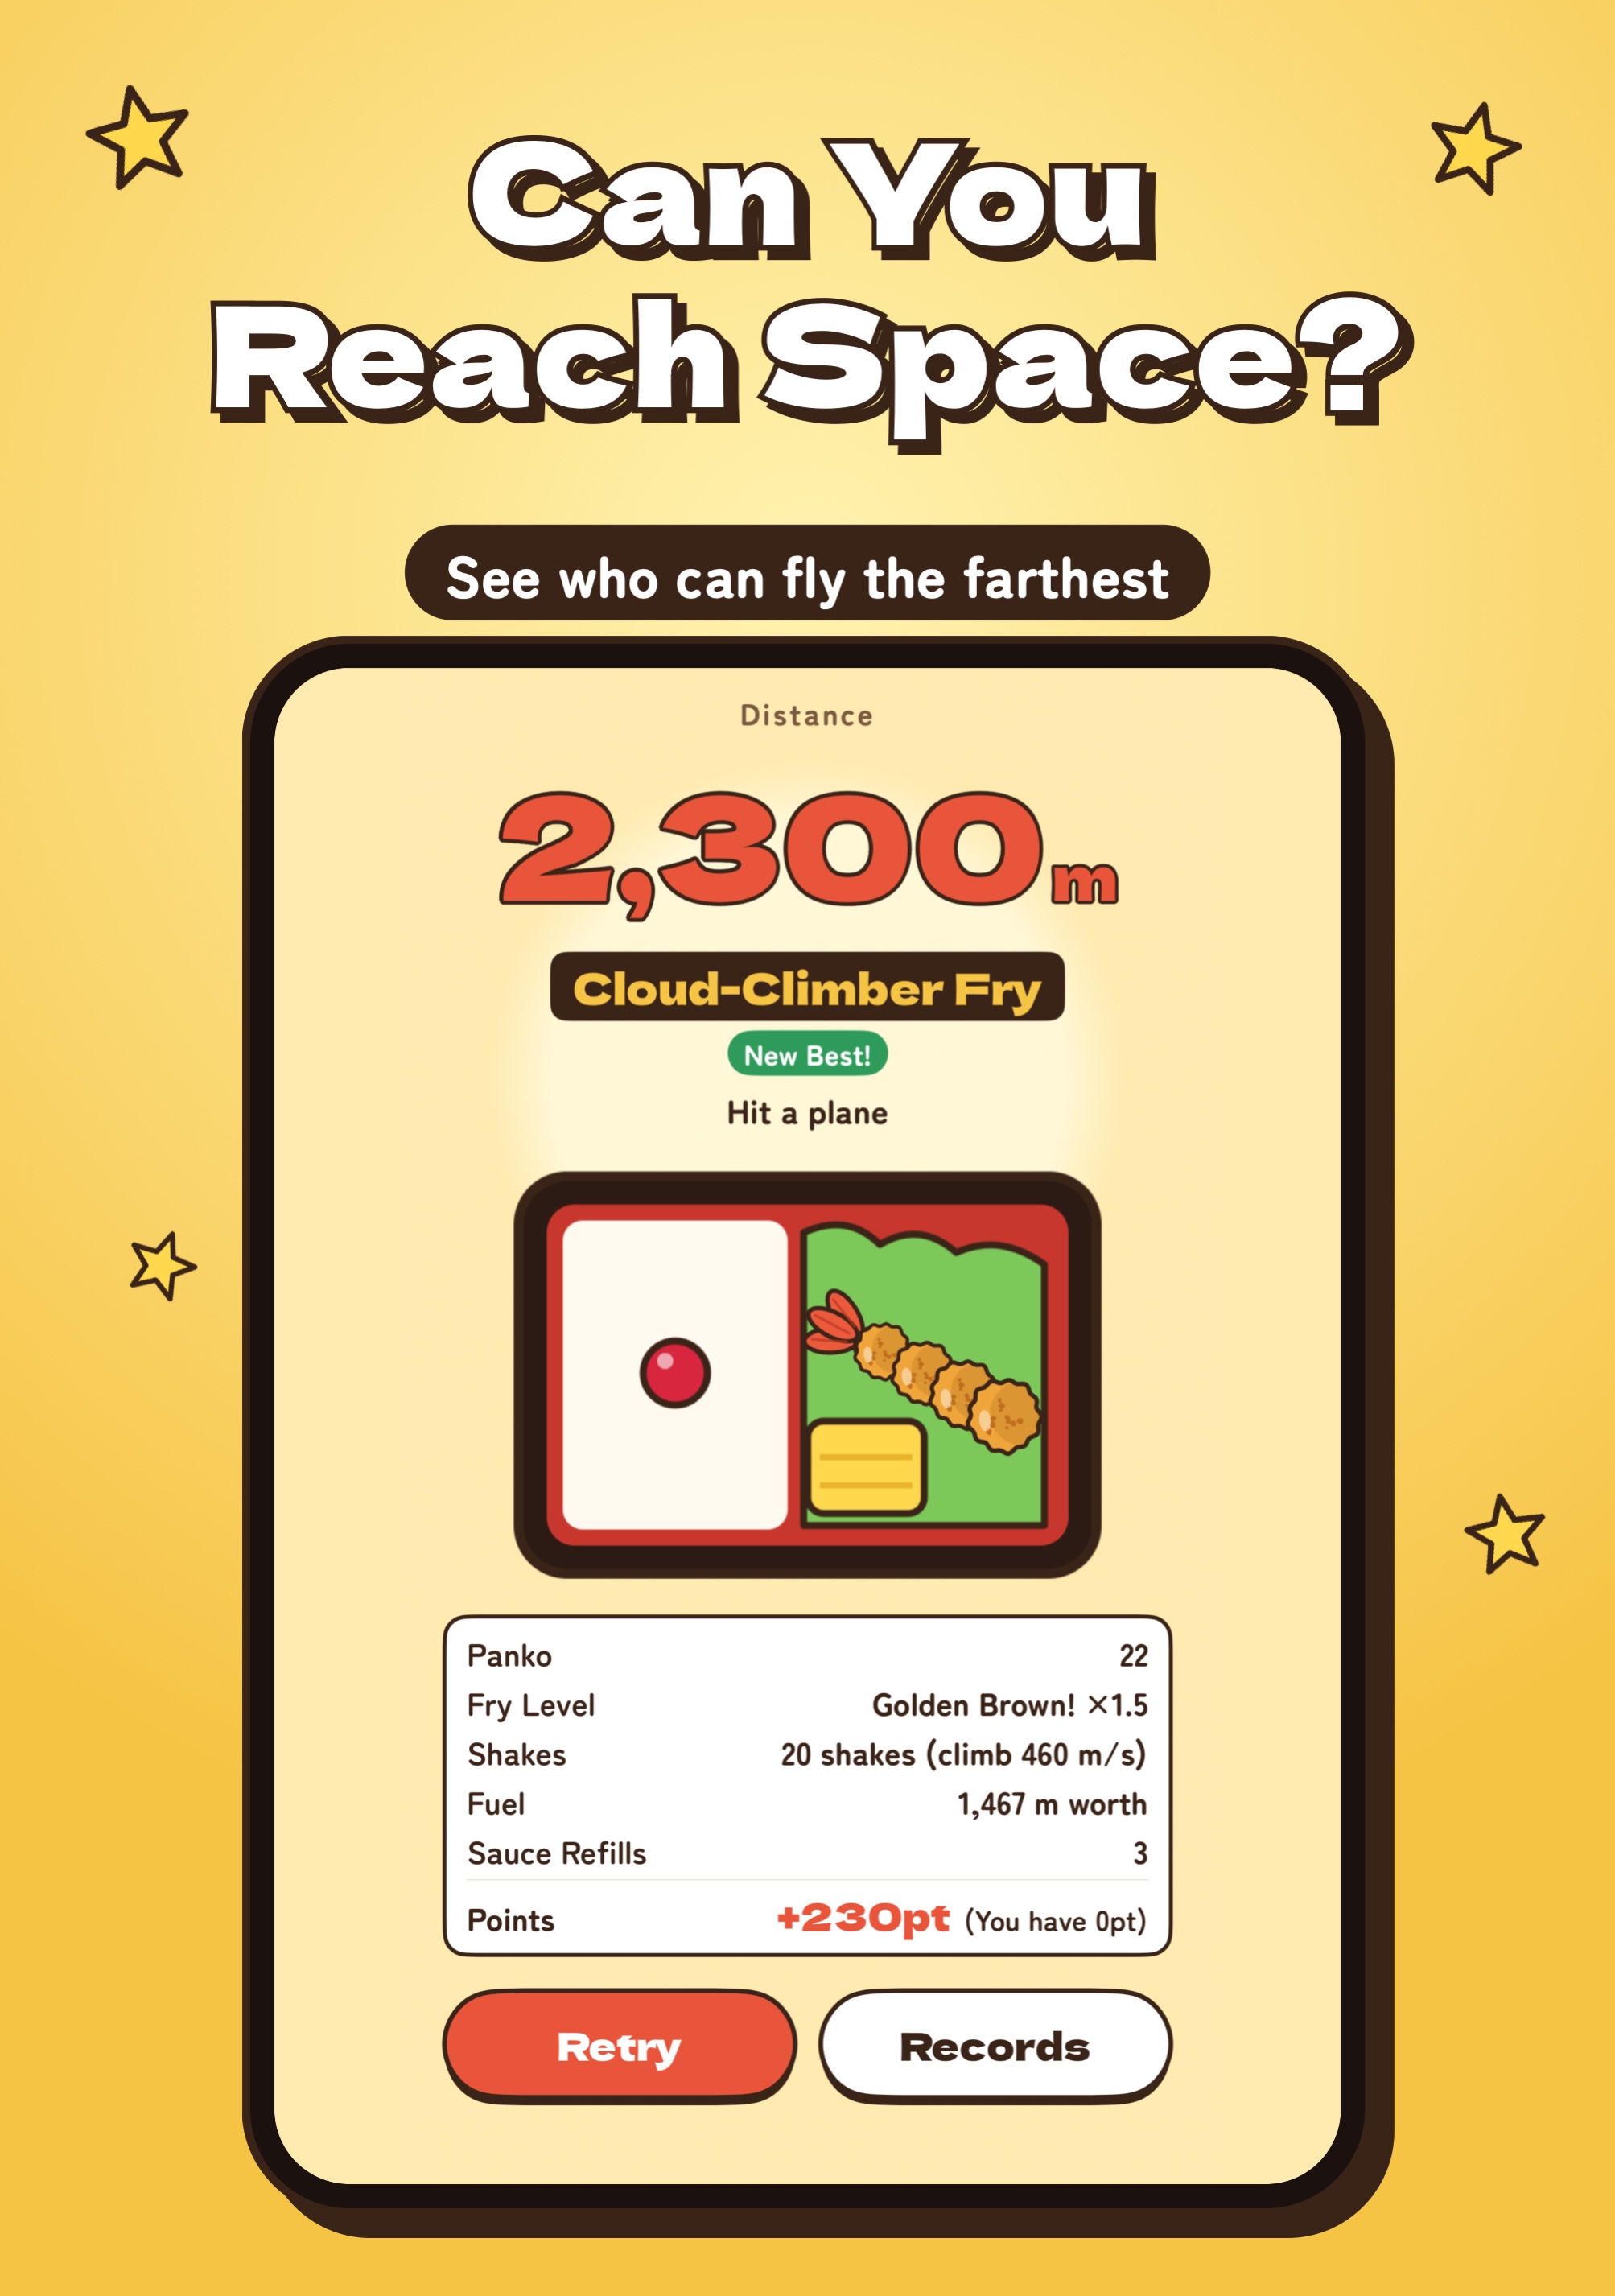 Can You
Reach Space?
See who can fly the farthest
Distance
2,300m
Cloud-Climber Fry
New Best!
Hit a plane
Panko 22
Fry Level Golden Brown! ×1.5
Shakes 20 shakes (climb 460 m/s)
Fuel 1,467 m worth
Sauce Refills 3
Points +230pt (You have 0pt)
Retry Records